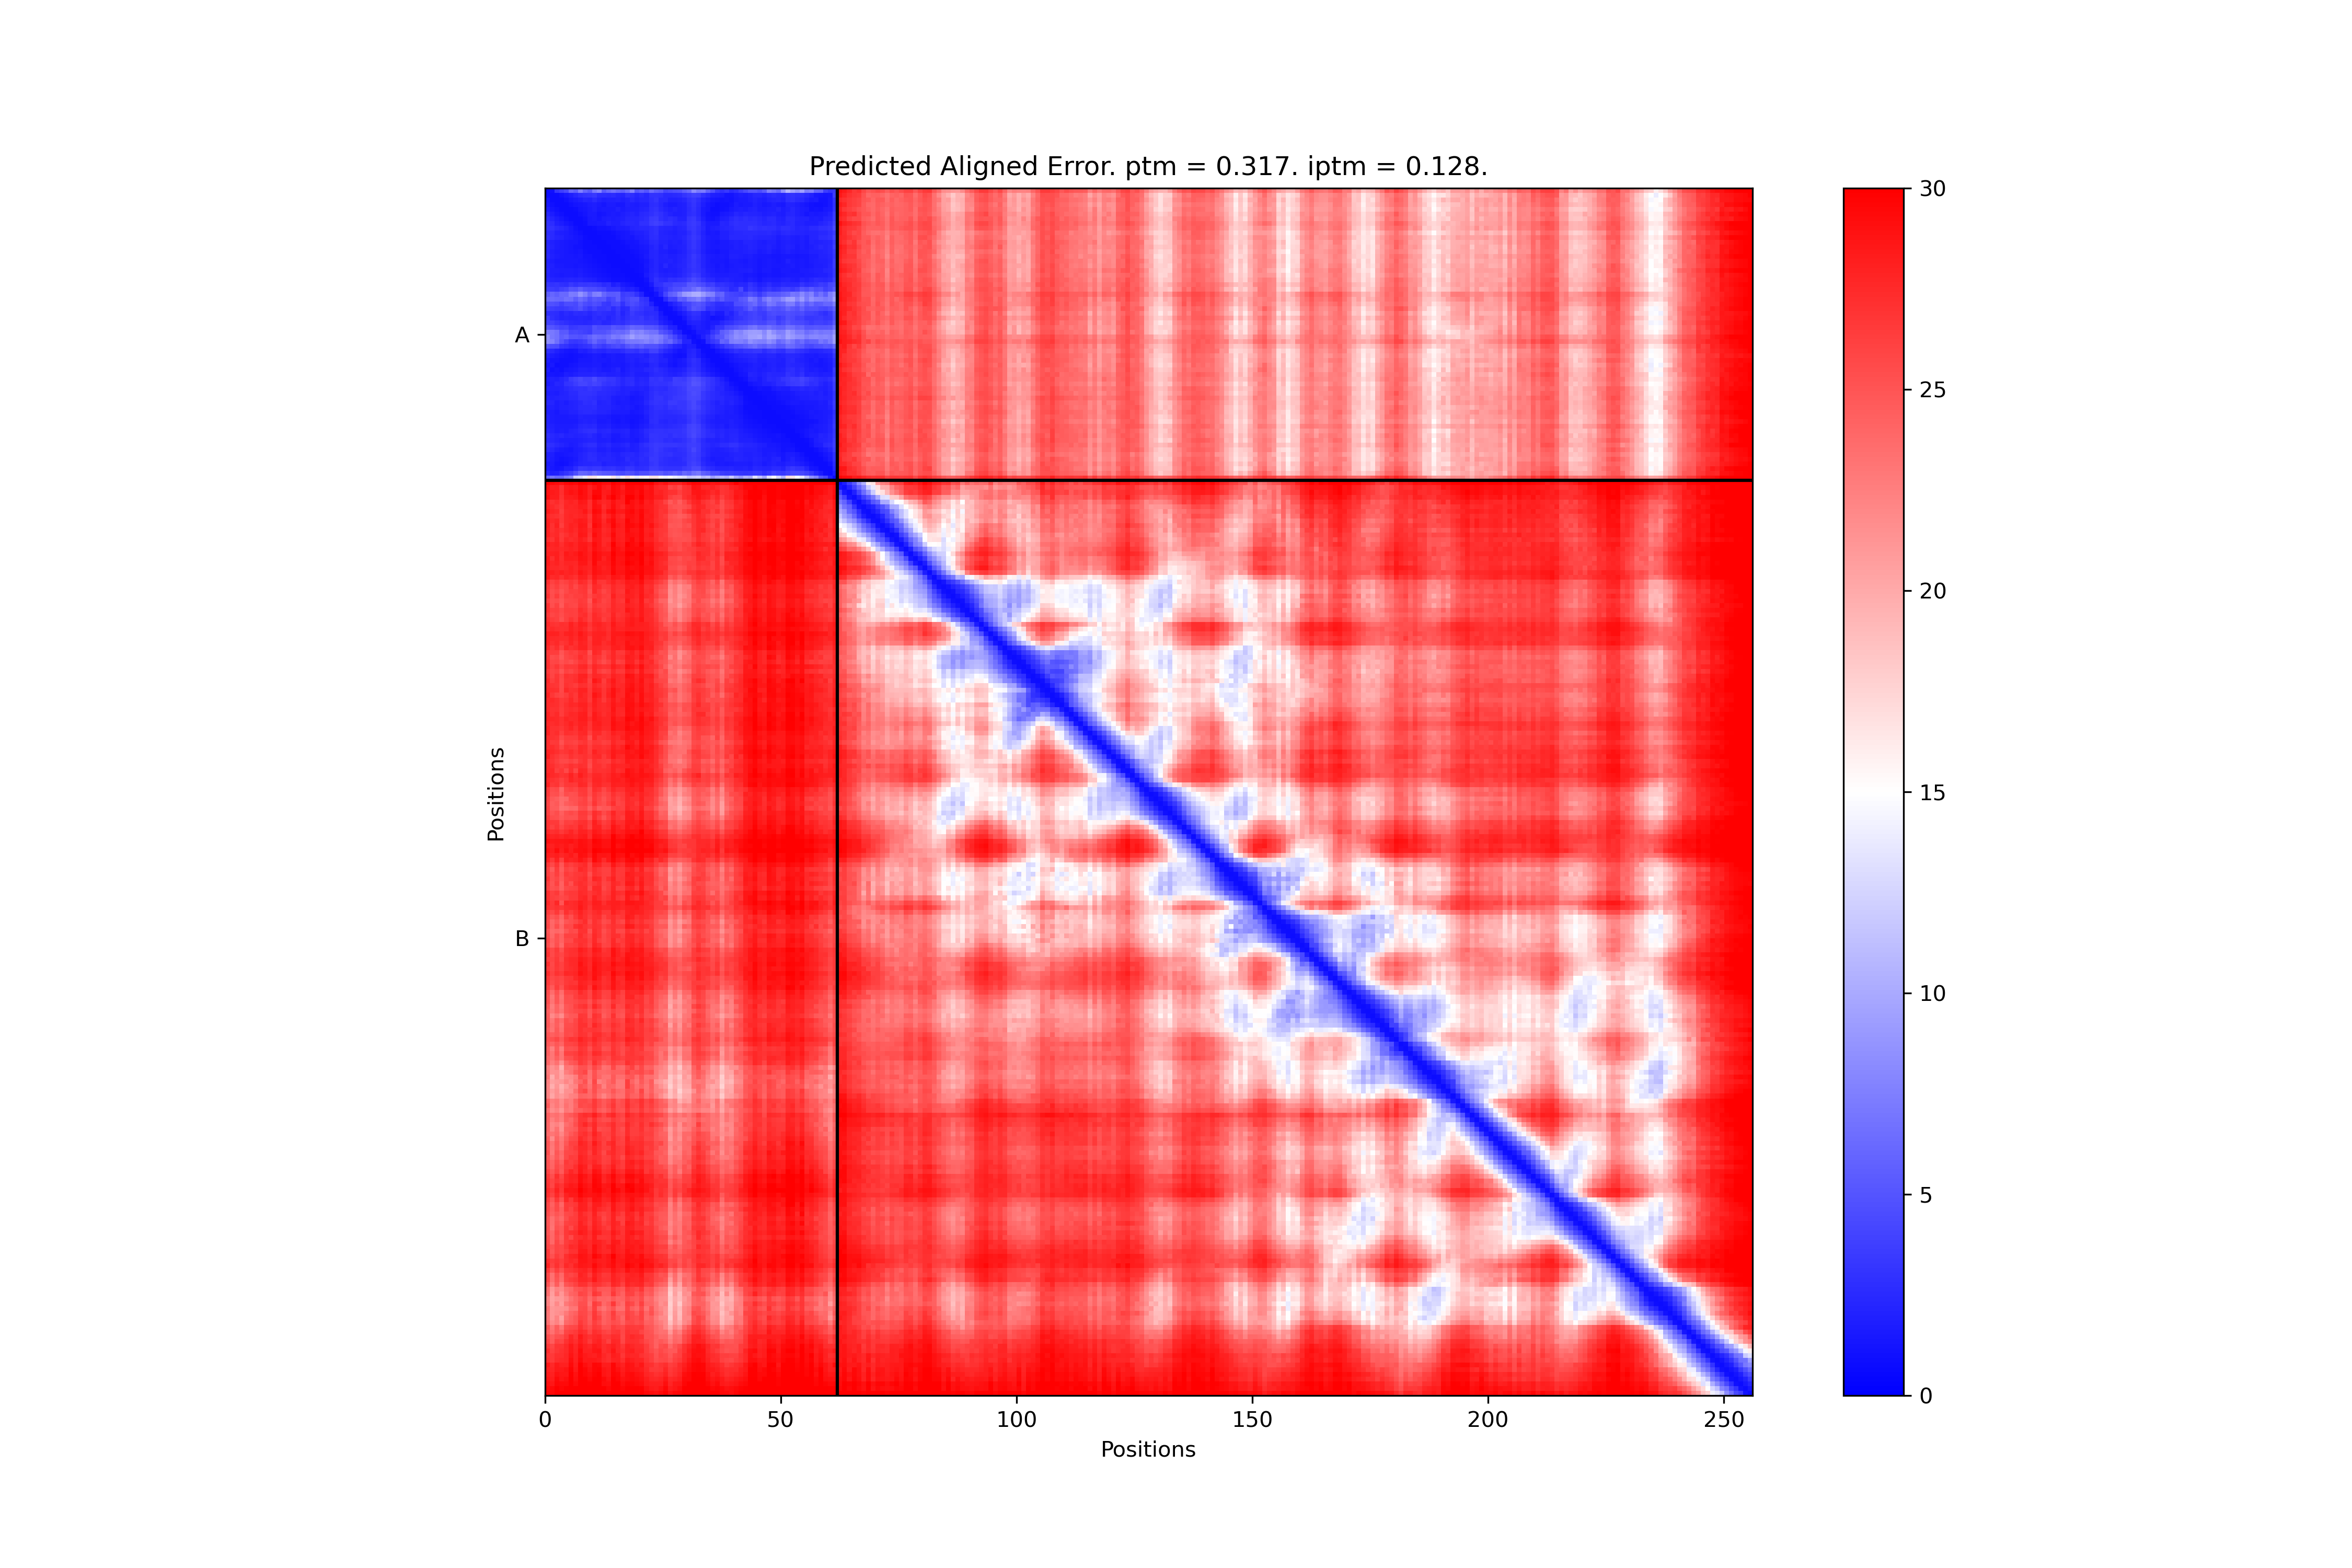 Predicted Aligned Error. ptm = 0.317. iptm = 0.128.
A
B
Positions
0
50
100
150
200
250
Positions
30
25
20
15
10
5
0